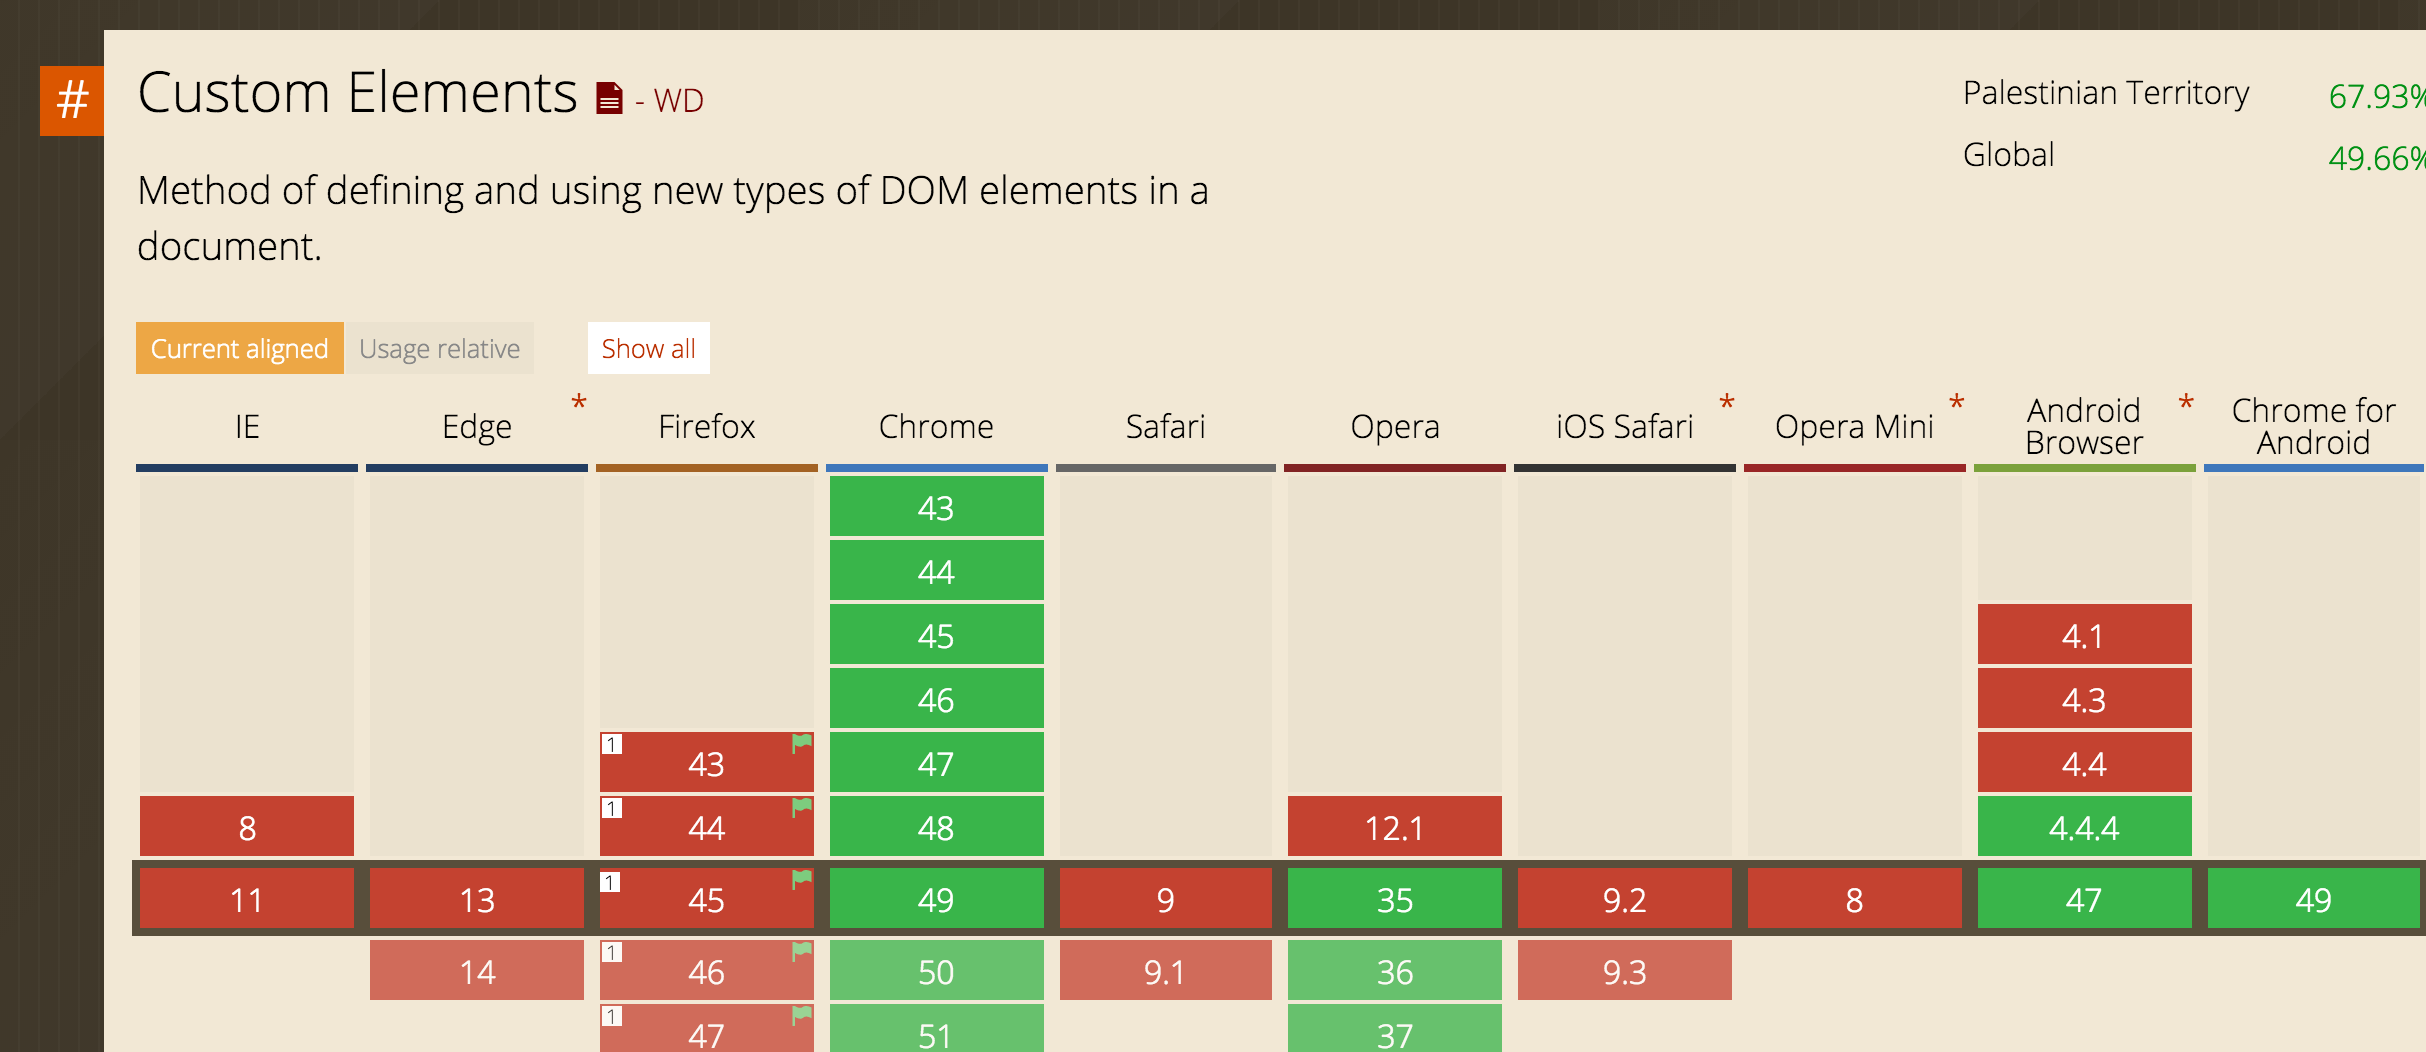 # Custom Elements - WD
Palestinian Territory 67.93%
Global 49.66%
Method of defining and using new types of DOM elements in a
document.
Current aligned Usage relative Show all
IE Edge * Firefox Chrome Safari Opera iOS Safari * Opera Mini * Android Browser * Chrome for Android
43
44
45 4.1
46 4.3
1 43 47 4.4
8 1 44 48 12.1 4.4.4
11 13 1 45 49 9 35 9.2 8 47 49
14 1 46 50 9.1 36 9.3
1 47 51 37